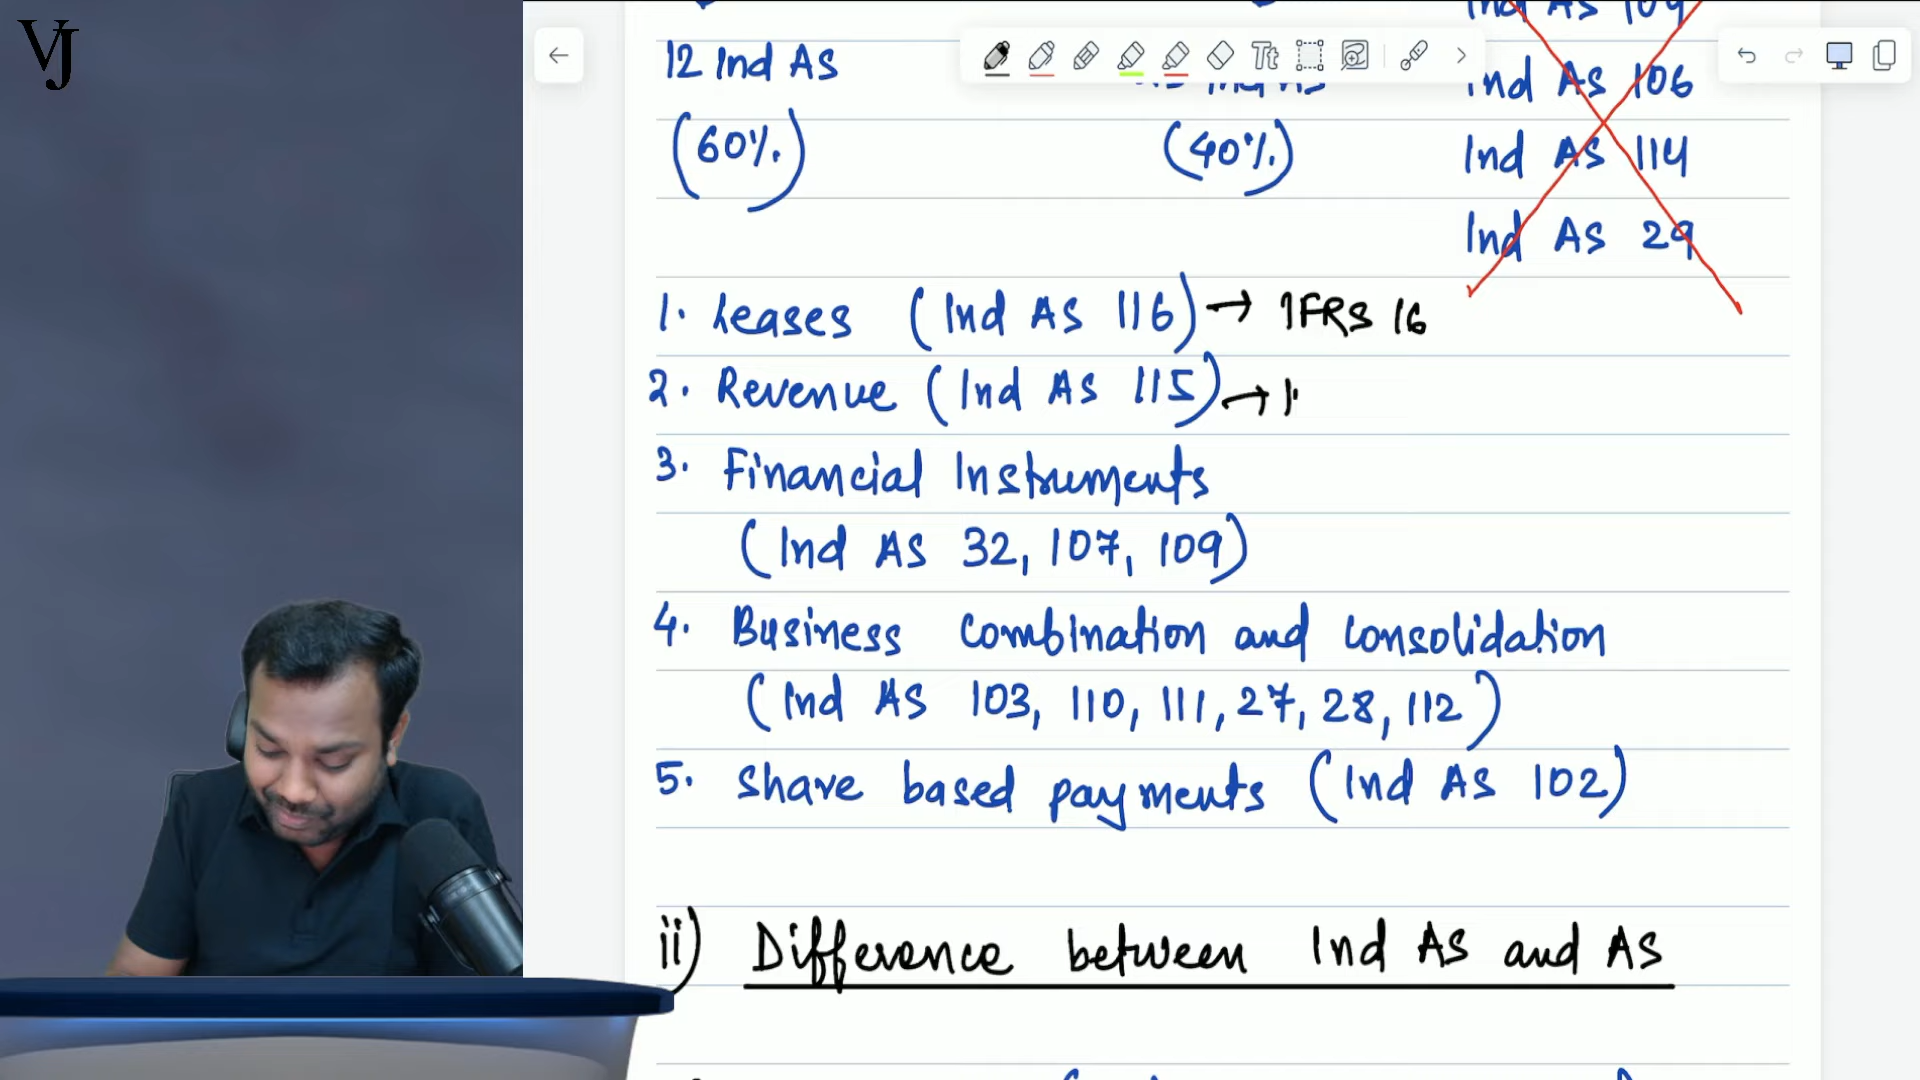 VJ
Ind As 109
12 Ind As
Ind As 106
(60%)
(40%)
Ind As 114
Ind As 29
1. Leases (Ind As 116) → IFRS 16
2. Revenue (Ind As 115) →
3. Financial Instruments
(Ind As 32, 107, 109)
4. Business Combination and consolidation
(Ind As 103, 110, 111, 27, 28, 112)
5. Share based payments (Ind As 102)
ii) Difference between Ind As and As